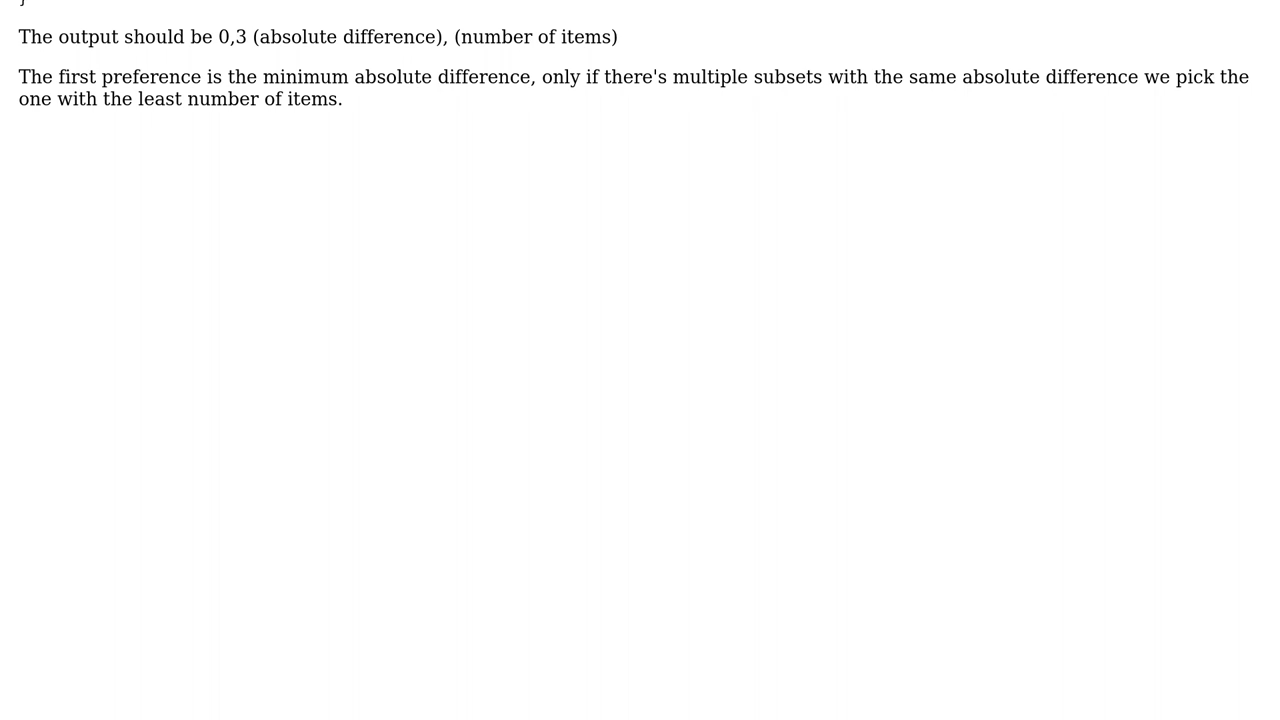 }
The output should be 0,3 (absolute difference), (number of items)
The first preference is the minimum absolute difference, only if there's multiple subsets with the same absolute difference we pick the
one with the least number of items.